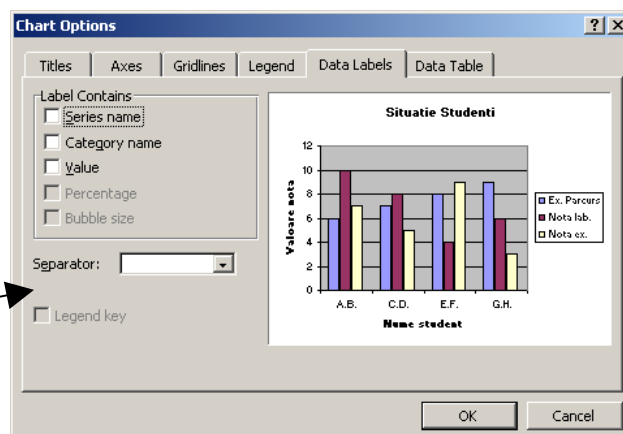 Chart Options
Titles Axes Gridlines Legend Data Labels Data Table
Label Contains
Series name
Category name
Value
Percentage
Bubble size
Separator:
Legend key
Situatie Studenti
Valoare nota
12
10
8
6
4
2
0
A.B. C.D. E.F. G.H.
Nume student
Ex. Parcurs
Nota lab.
Nota ex.
OK Cancel